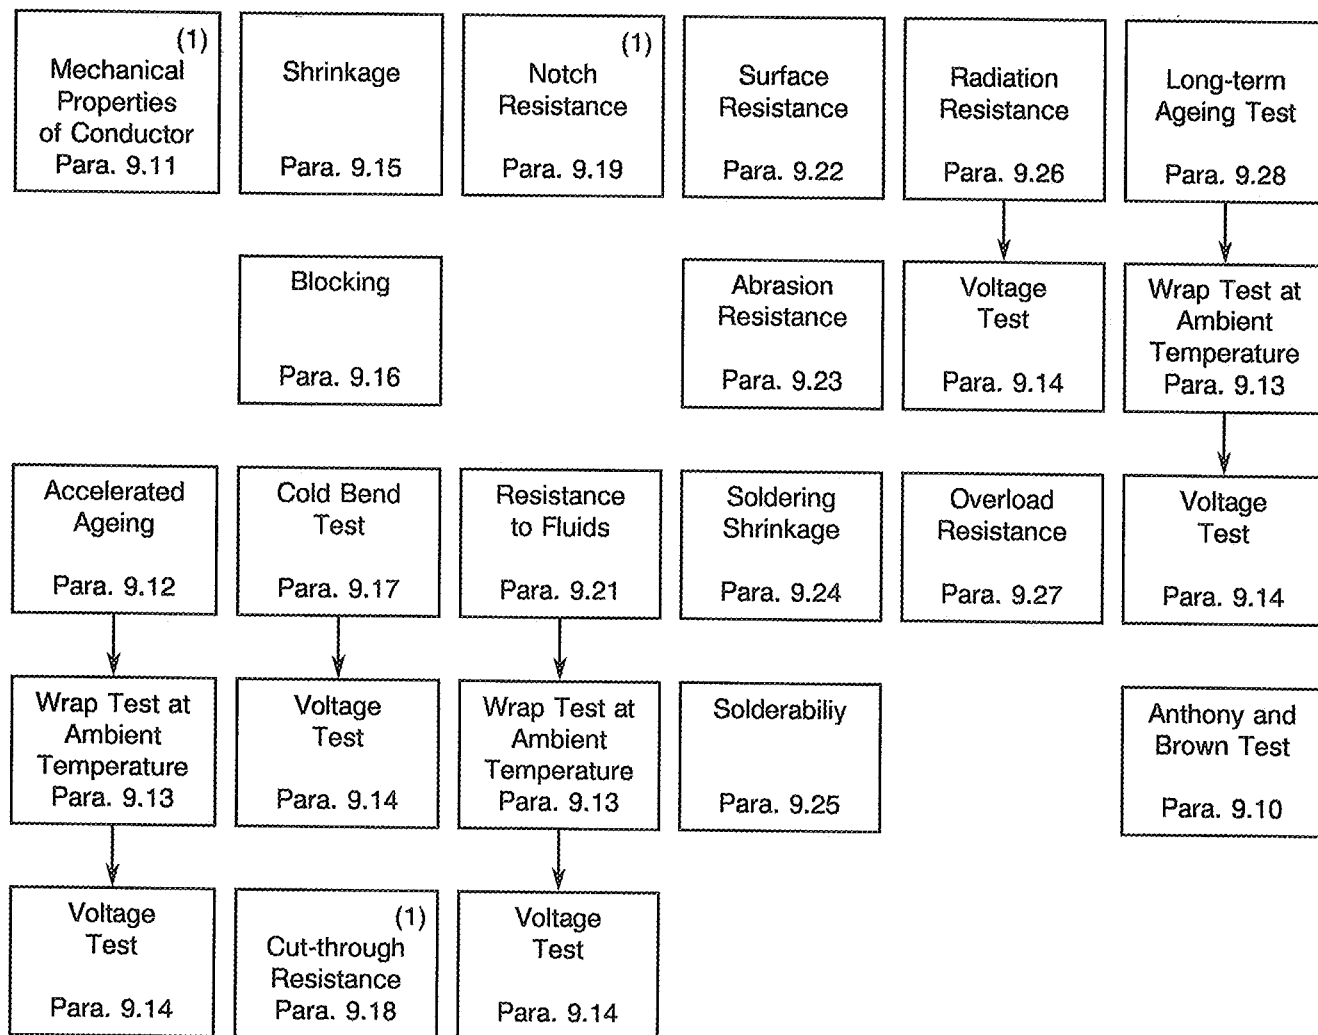 (1)
Mechanical
Properties
of Conductor
Para. 9.11
Shrinkage
Para. 9.15
(1)
Notch
Resistance
Para. 9.19
Surface
Resistance
Para. 9.22
Radiation
Resistance
Para. 9.26
Long-term
Ageing Test
Para. 9.28
Blocking
Para. 9.16
Abrasion
Resistance
Para. 9.23
Voltage
Test
Para. 9.14
Wrap Test at
Ambient
Temperature
Para. 9.13
Accelerated
Ageing
Para. 9.12
Cold Bend
Test
Para. 9.17
Resistance
to Fluids
Para. 9.21
Soldering
Shrinkage
Para. 9.24
Overload
Resistance
Para. 9.27
Voltage
Test
Para. 9.14
Wrap Test at
Ambient
Temperature
Para. 9.13
Voltage
Test
Para. 9.14
Wrap Test at
Ambient
Temperature
Para. 9.13
Solderabiliy
Para. 9.25
Anthony and
Brown Test
Para. 9.10
Voltage
Test
Para. 9.14
(1)
Cut-through
Resistance
Para. 9.18
Voltage
Test
Para. 9.14